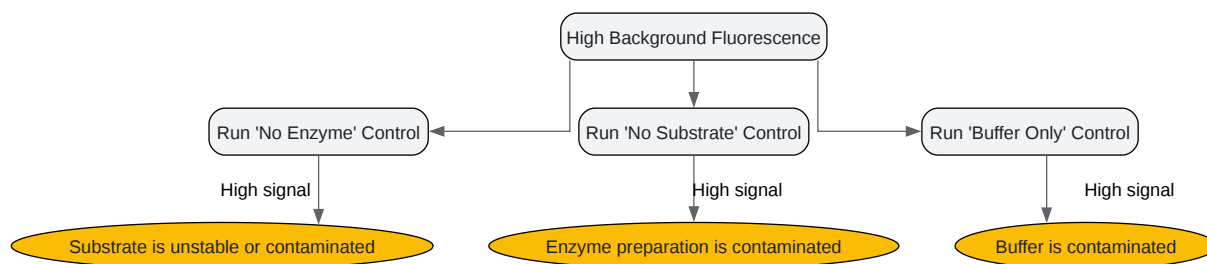 High Background Fluorescence
Run 'No Enzyme' Control
Run 'No Substrate' Control
Run 'Buffer Only' Control
High signal
High signal
High signal
Substrate is unstable or contaminated
Enzyme preparation is contaminated
Buffer is contaminated